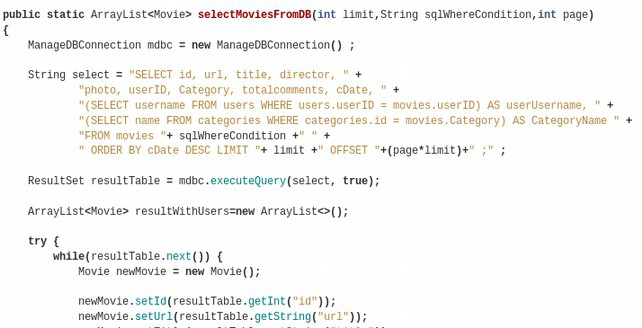 public static ArrayList<Movie> selectMoviesFromDB(int limit,String sqlWhereCondition,int page)
{
ManageDBConnection mdbc = new ManageDBConnection() ;
String select = "SELECT id, url, title, director, " +
"photo, userID, Category, totalcomments, cDate, " +
"(SELECT username FROM users WHERE users.userID = movies.userID) AS userUsername, " +
"(SELECT name FROM categories WHERE categories.id = movies.Category) AS CategoryName " +
"FROM movies "+ sqlWhereCondition +" " +
" ORDER BY cDate DESC LIMIT "+ limit +" OFFSET "+(page*limit)+" ;" ;
ResultSet resultTable = mdbc.executeQuery(select, true);
ArrayList<Movie> resultWithUsers=new ArrayList<>();
try {
while(resultTable.next()) {
Movie newMovie = new Movie();
newMovie.setId(resultTable.getInt("id"));
newMovie.setUrl(resultTable.getString("url"));